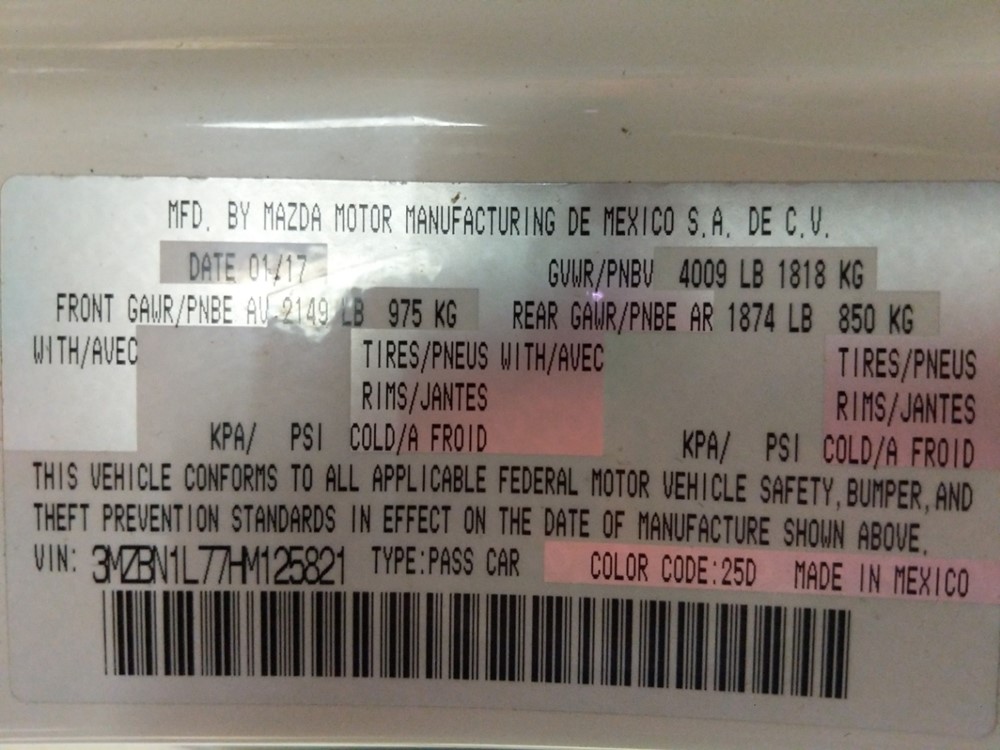 MFD. BY MAZDA MOTOR MANUFACTURING DE MEXICO S.A. DE C.V.
DATE 01/17 GVWR/PNBV 4009 LB 1818 KG
FRONT GAWR/PNBE AV 2149 LB 975 KG REAR GAWR/PNBE AR 1874 LB 850 KG
WITH/AVEC TIRES/PNEUS WITH/AVEC TIRES/PNEUS
RIMS/JANTES RIMS/JANTES
KPA/ PSI COLD/A FROID KPA/ PSI COLD/A FROID
THIS VEHICLE CONFORMS TO ALL APPLICABLE FEDERAL MOTOR VEHICLE SAFETY, BUMPER, AND
THEFT PREVENTION STANDARDS IN EFFECT ON THE DATE OF MANUFACTURE SHOWN ABOVE.
VIN: 3MZBN1L77HM125821 TYPE:PASS CAR COLOR CODE:25D MADE IN MEXICO